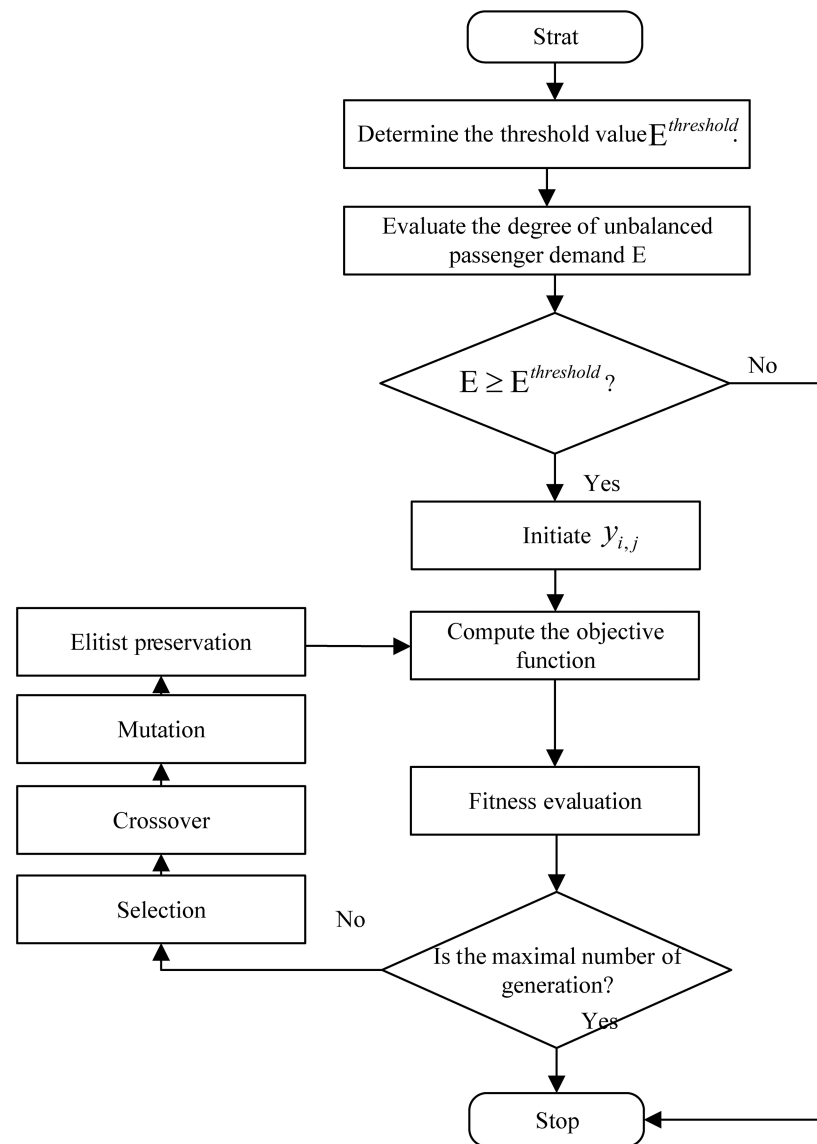 Strat
Determine the threshold value E^threshold.
Evaluate the degree of unbalanced
passenger demand E
E ≥ E^threshold ?
No
Yes
Initiate y_{i,j}
Compute the objective
function
Elitist preservation
Mutation
Crossover
Selection
Fitness evaluation
No
Is the maximal number of
generation?
Yes
Stop